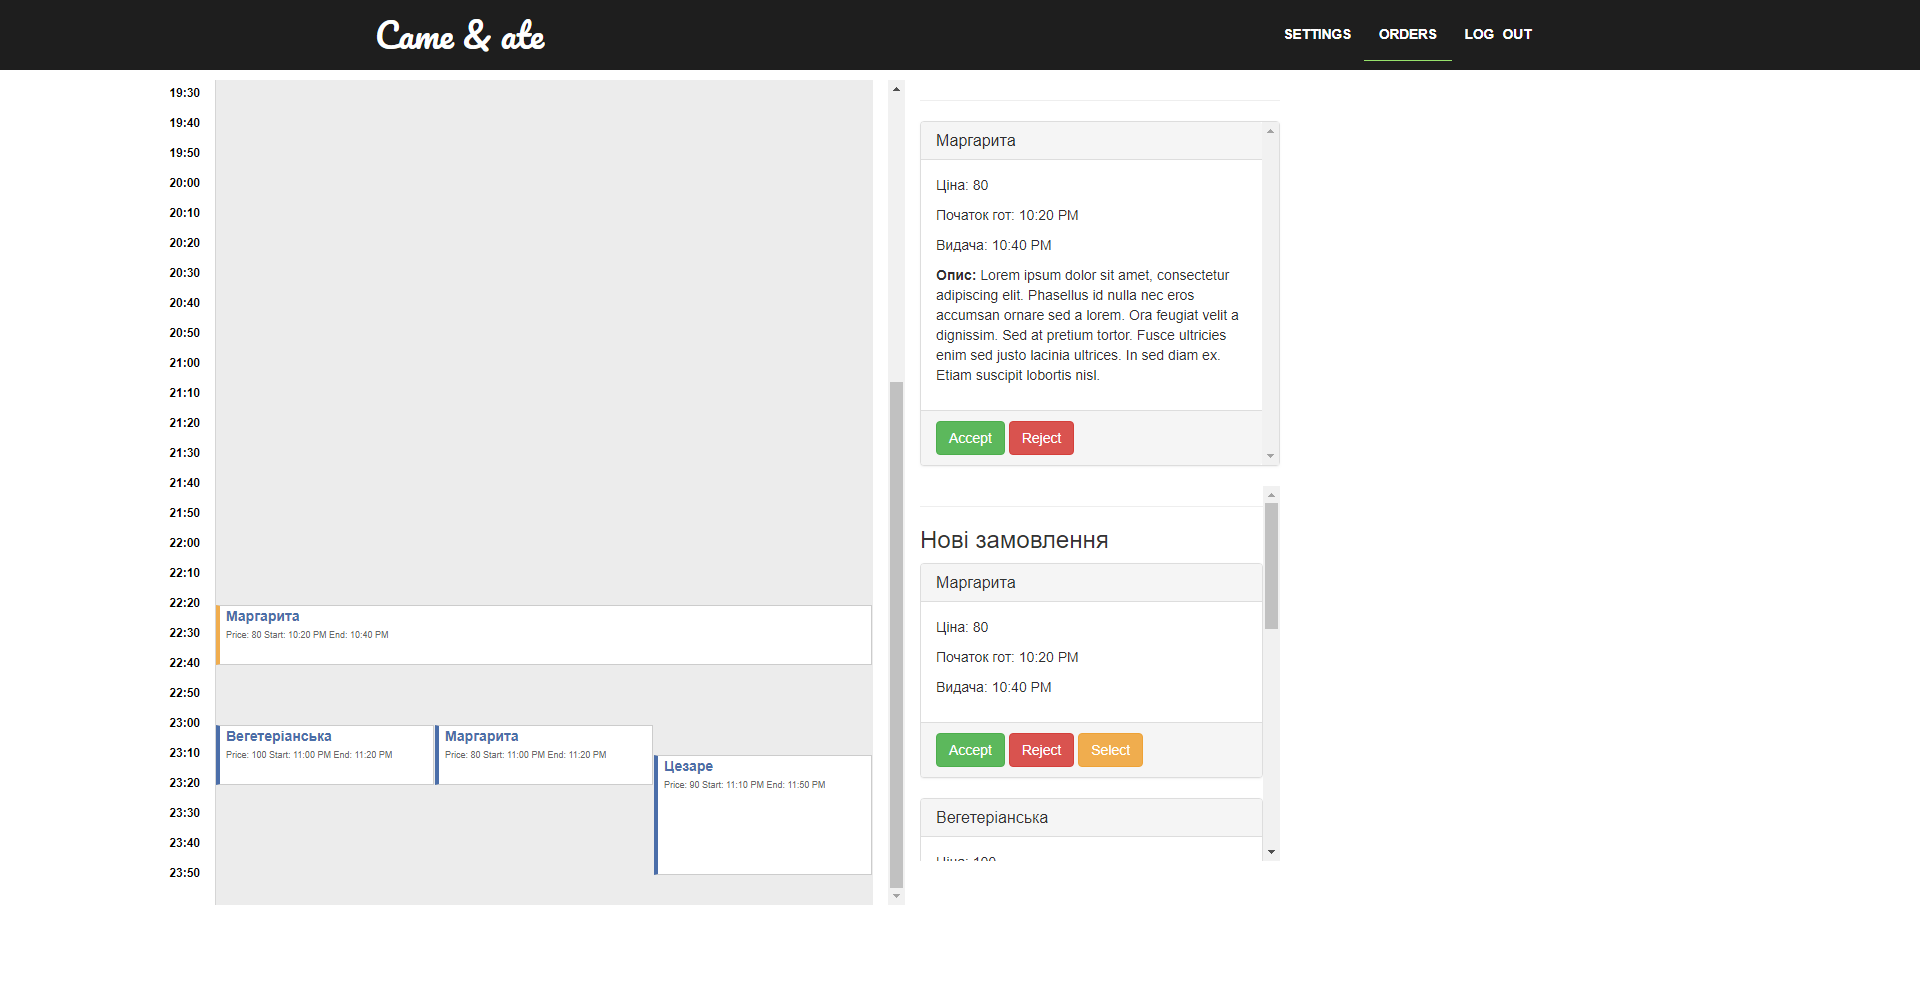 Came & ate
SETTINGS
ORDERS
LOG OUT
19:30
19:40
19:50
20:00
20:10
20:20
20:30
20:40
20:50
21:00
21:10
21:20
21:30
21:40
21:50
22:00
22:10
22:20
22:30
22:40
22:50
23:00
23:10
23:20
23:30
23:40
23:50
Маргарита
Price: 80 Start: 10:20 PM End: 10:40 PM
Вегетеріанська
Price: 100 Start: 11:00 PM End: 11:20 PM
Маргарита
Price: 80 Start: 11:00 PM End: 11:20 PM
Цезаре
Price: 90 Start: 11:10 PM End: 11:50 PM
Маргарита
Ціна: 80
Початок гот: 10:20 PM
Видача: 10:40 PM
Опис: Lorem ipsum dolor sit amet, consectetur
adipiscing elit. Phasellus id nulla nec eros
accumsan ornare sed a lorem. Ora feugiat velit a
dignissim. Sed at pretium tortor. Fusce ultricies
enim sed justo lacinia ultrices. In sed diam ex.
Etiam suscipit lobortis nisl.
Accept
Reject
Нові замовлення
Маргарита
Ціна: 80
Початок гот: 10:20 PM
Видача: 10:40 PM
Accept
Reject
Select
Вегетеріанська
Ціна: 100